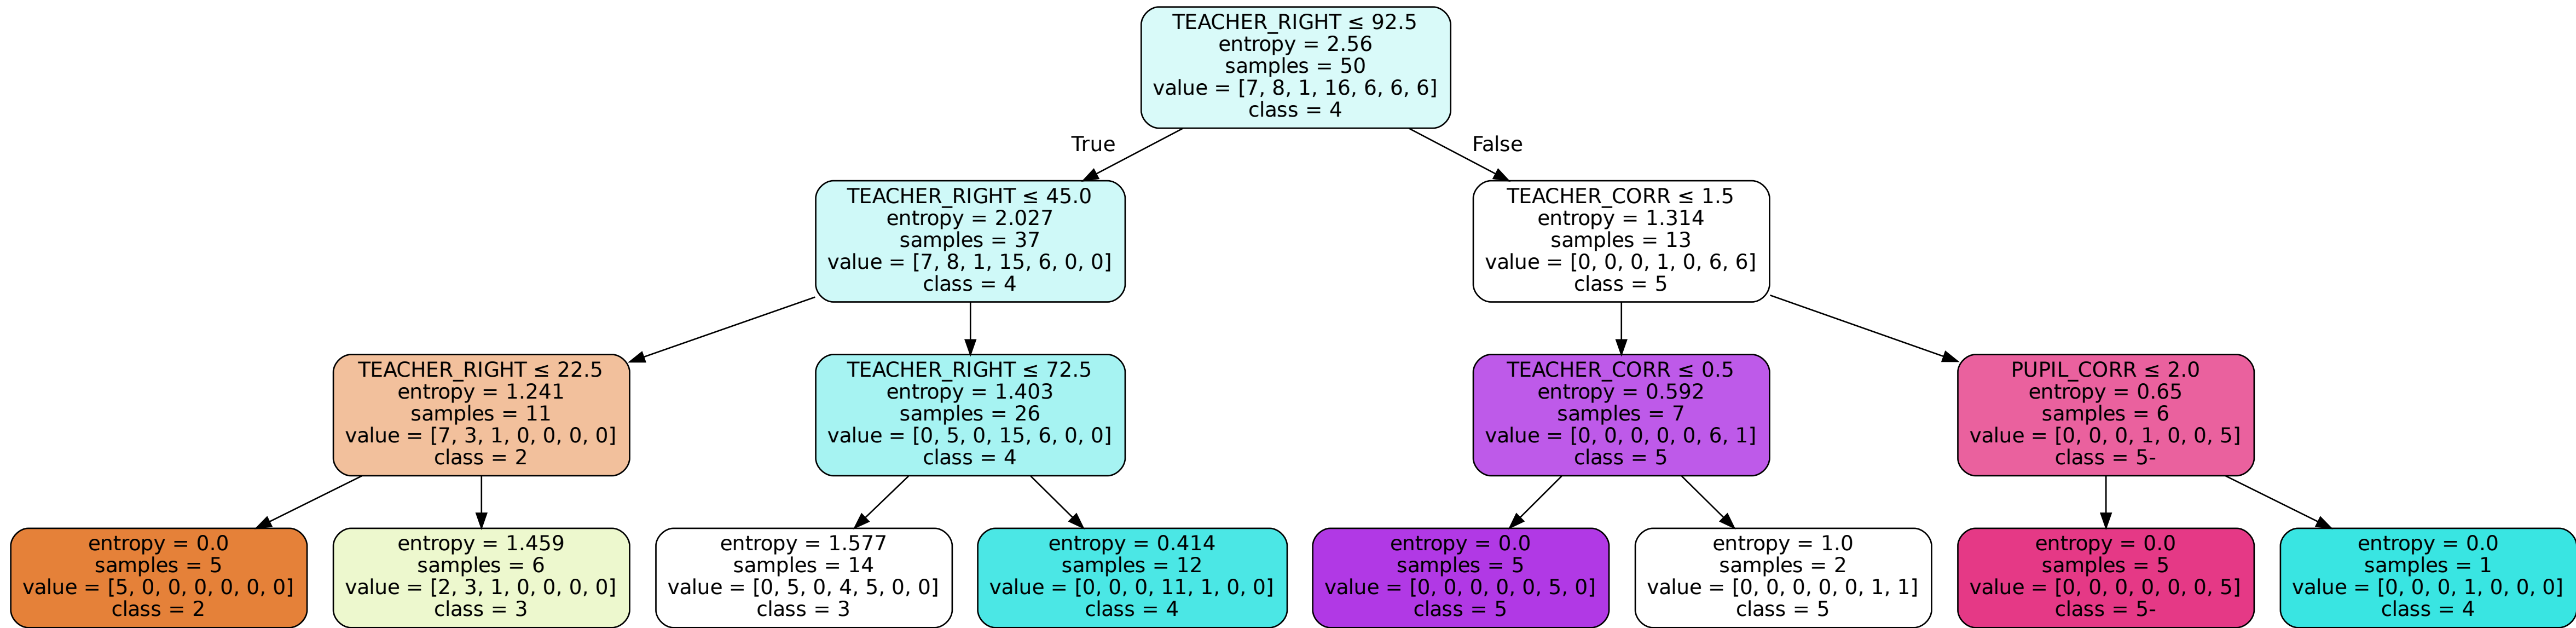 TEACHER_RIGHT ≤ 92.5
entropy = 2.56
samples = 50
value = [7, 8, 1, 16, 6, 6, 6]
class = 4
True
False
TEACHER_RIGHT ≤ 45.0
entropy = 2.027
samples = 37
value = [7, 8, 1, 15, 6, 0, 0]
class = 4
TEACHER_CORR ≤ 1.5
entropy = 1.314
samples = 13
value = [0, 0, 0, 1, 0, 6, 6]
class = 5
TEACHER_RIGHT ≤ 22.5
entropy = 1.241
samples = 11
value = [7, 3, 1, 0, 0, 0, 0]
class = 2
TEACHER_RIGHT ≤ 72.5
entropy = 1.403
samples = 26
value = [0, 5, 0, 15, 6, 0, 0]
class = 4
TEACHER_CORR ≤ 0.5
entropy = 0.592
samples = 7
value = [0, 0, 0, 0, 0, 6, 1]
class = 5
PUPIL_CORR ≤ 2.0
entropy = 0.65
samples = 6
value = [0, 0, 0, 1, 0, 0, 5]
class = 5-
entropy = 0.0
samples = 5
value = [5, 0, 0, 0, 0, 0, 0]
class = 2
entropy = 1.459
samples = 6
value = [2, 3, 1, 0, 0, 0, 0]
class = 3
entropy = 1.577
samples = 14
value = [0, 5, 0, 4, 5, 0, 0]
class = 3
entropy = 0.414
samples = 12
value = [0, 0, 0, 11, 1, 0, 0]
class = 4
entropy = 0.0
samples = 5
value = [0, 0, 0, 0, 0, 5, 0]
class = 5
entropy = 1.0
samples = 2
value = [0, 0, 0, 0, 0, 1, 1]
class = 5
entropy = 0.0
samples = 5
value = [0, 0, 0, 0, 0, 0, 5]
class = 5-
entropy = 0.0
samples = 1
value = [0, 0, 0, 1, 0, 0, 0]
class = 4